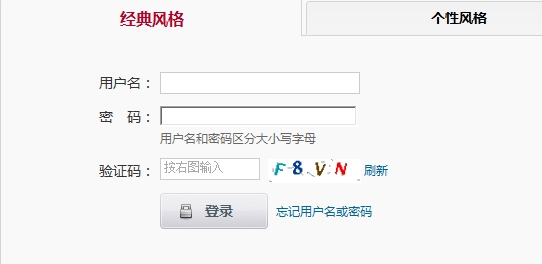 经典风格 个性风格
用户名：
密 码：
用户名和密码区分大小写字母
验证码： 按右图输入 F8VN 刷新
登录 忘记用户名或密码